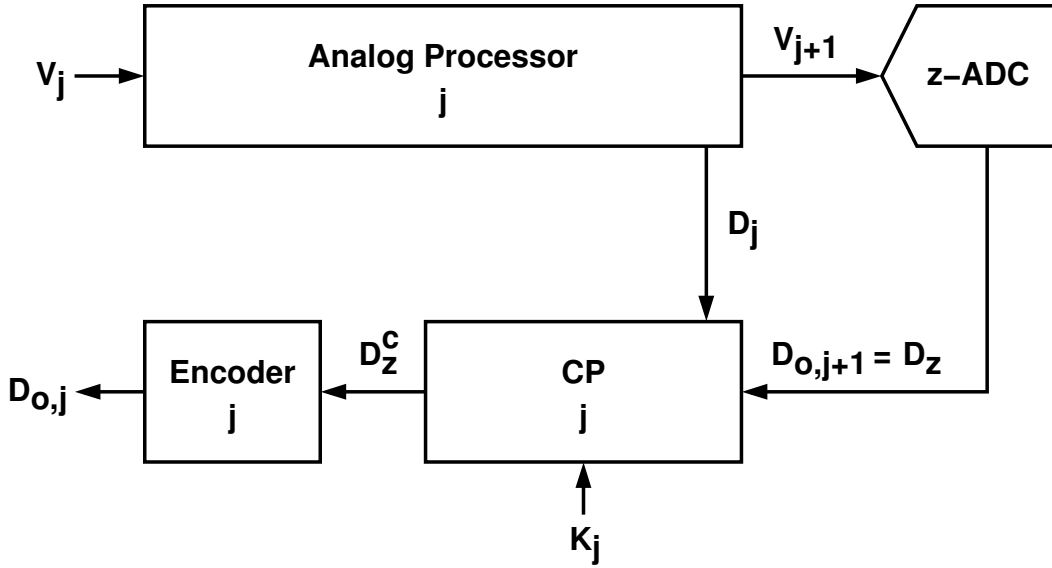 V_j
Analog Processor
j
V_{j+1}
z−ADC
D_j
D_{o,j}
Encoder
j
D_z^c
CP
j
D_{o,j+1} = D_z
K_j